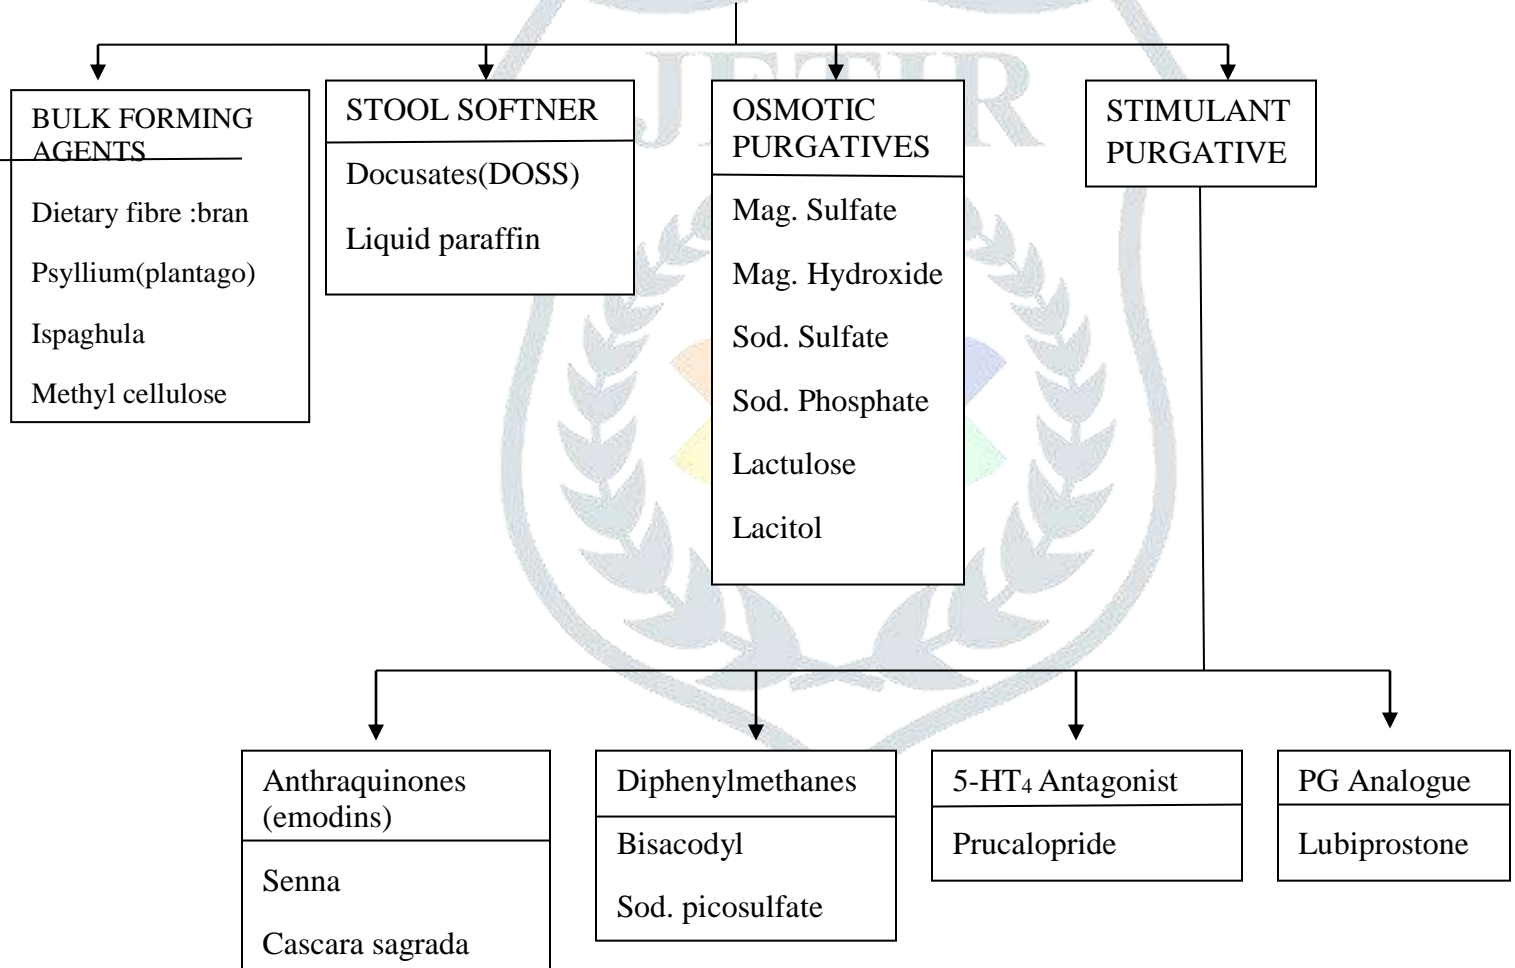 JETIR
BULK FORMING
AGENTS
Dietary fibre :bran
Psyllium(plantago)
Ispaghula
Methyl cellulose
STOOL SOFTNER
Docusates(DOSS)
Liquid paraffin
OSMOTIC
PURGATIVES
Mag. Sulfate
Mag. Hydroxide
Sod. Sulfate
Sod. Phosphate
Lactulose
Lacitol
STIMULANT
PURGATIVE
Anthraquinones
(emodins)
Senna
Cascara sagrada
Diphenylmethanes
Bisacodyl
Sod. picosulfate
5-HT₄ Antagonist
Prucalopride
PG Analogue
Lubiprostone